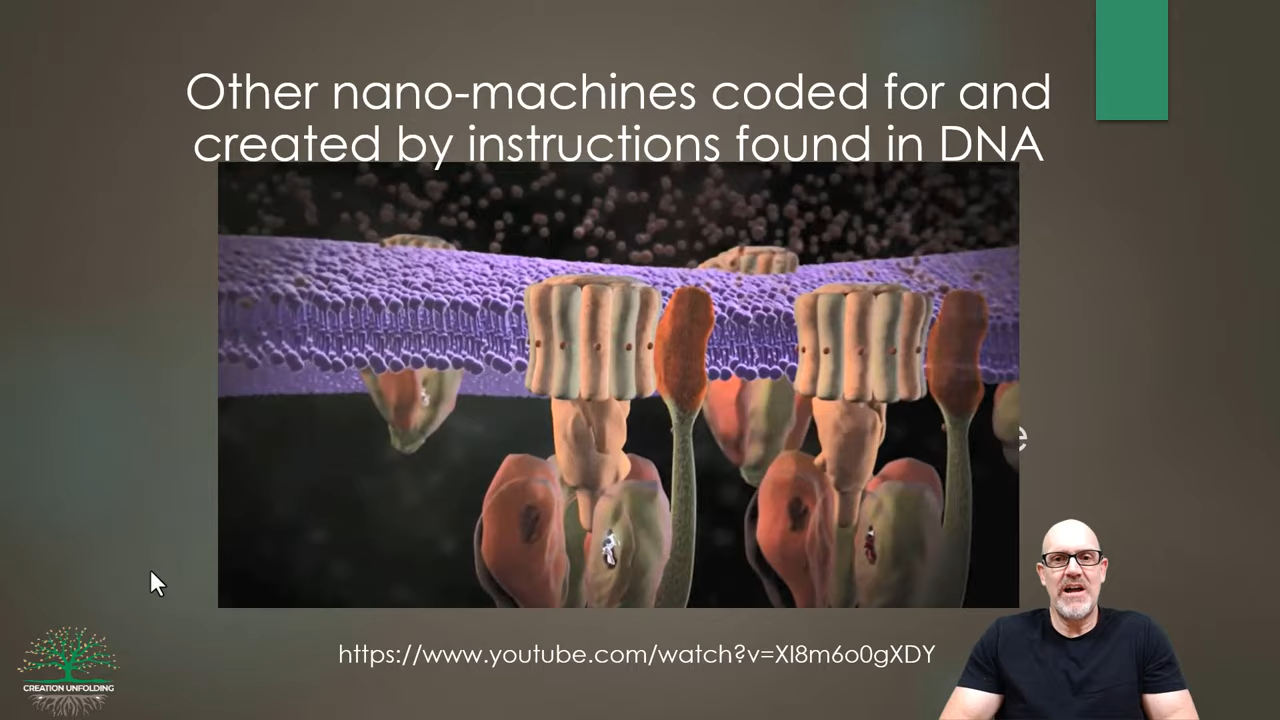 Other nano-machines coded for and
created by instructions found in DNA
e
https://www.youtube.com/watch?v=XI8m6o0gXDY
CREATION UNFOLDING